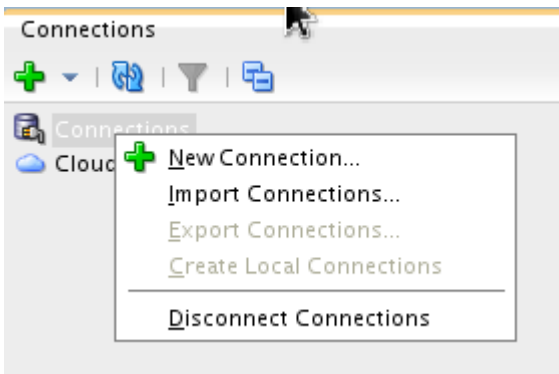 Connections
Connections
Cloud
New Connection...
Import Connections...
Export Connections...
Create Local Connections
Disconnect Connections